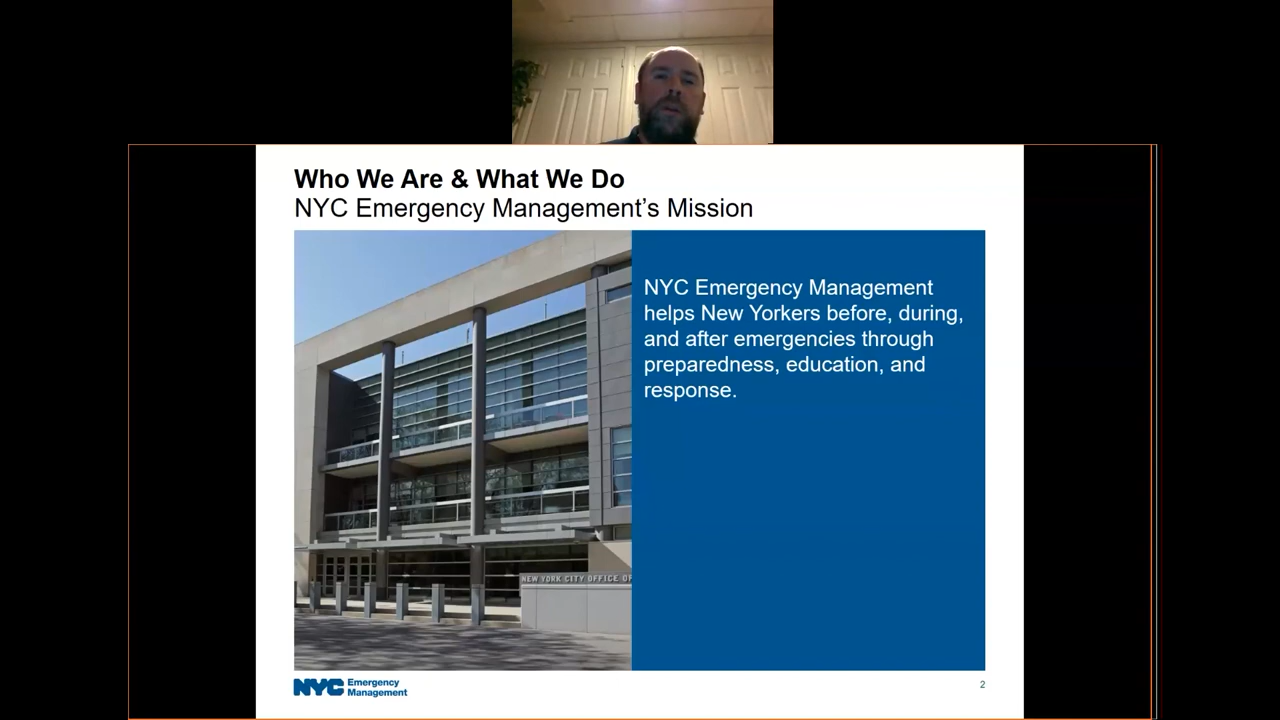 Who We Are & What We Do
NYC Emergency Management's Mission
NYC Emergency Management
helps New Yorkers before, during,
and after emergencies through
preparedness, education, and
response.
NEW YORK CITY OFFICE OF
NYC Emergency
Management
2